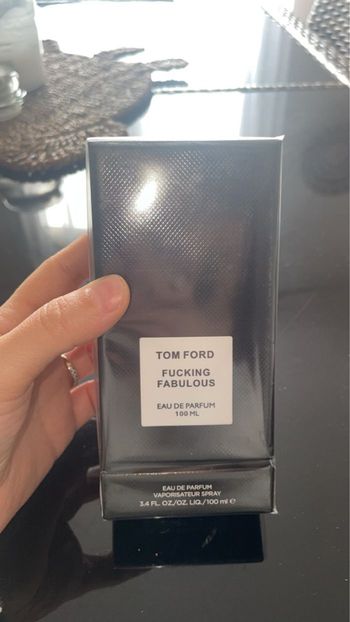 TOM FORD
FUCKING
FABULOUS
EAU DE PARFUM
100 ML
EAU DE PARFUM
VAPORISATEUR SPRAY
3.4 FL. OZ/OZ. LIQ./100 ml ℮